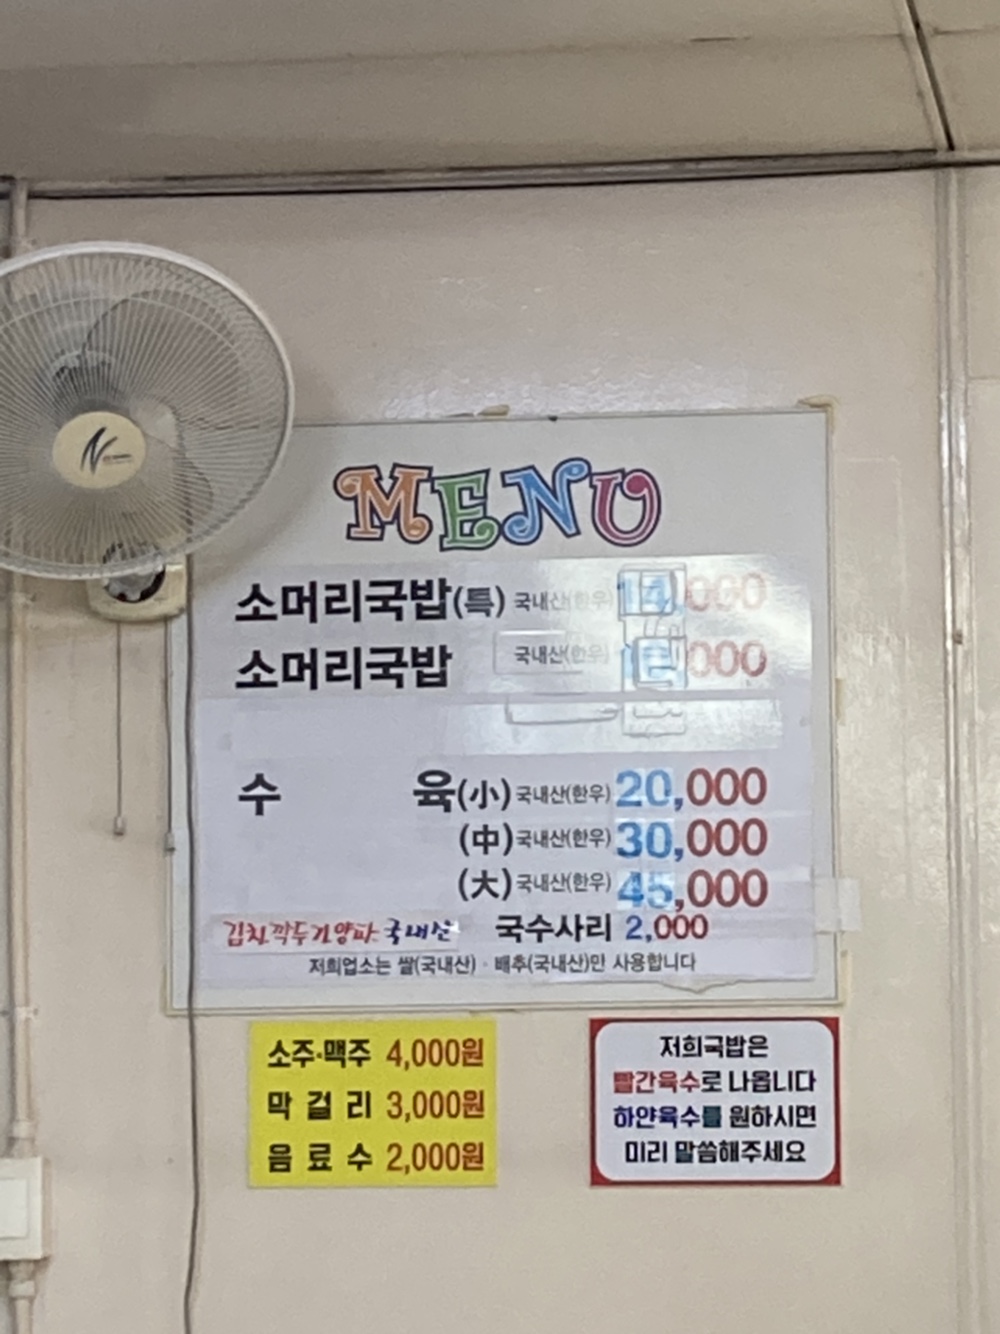 MENU
소머리국밥(특) 국내산(한우) 14,000
소머리국밥 국내산(한우) 000
수 육(小) 국내산(한우) 20,000
(中) 국내산(한우) 30,000
(大) 국내산(한우) 45,000
김치 깍두기 양파 국내산 국수사리 2,000
저희업소는 쌀(국내산) · 배추(국내산)만 사용합니다
소주·맥주 4,000원
막 걸 리 3,000원
음 료 수 2,000원
저희국밥은
빨간육수로 나옵니다
하얀육수를 원하시면
미리 말씀해주세요